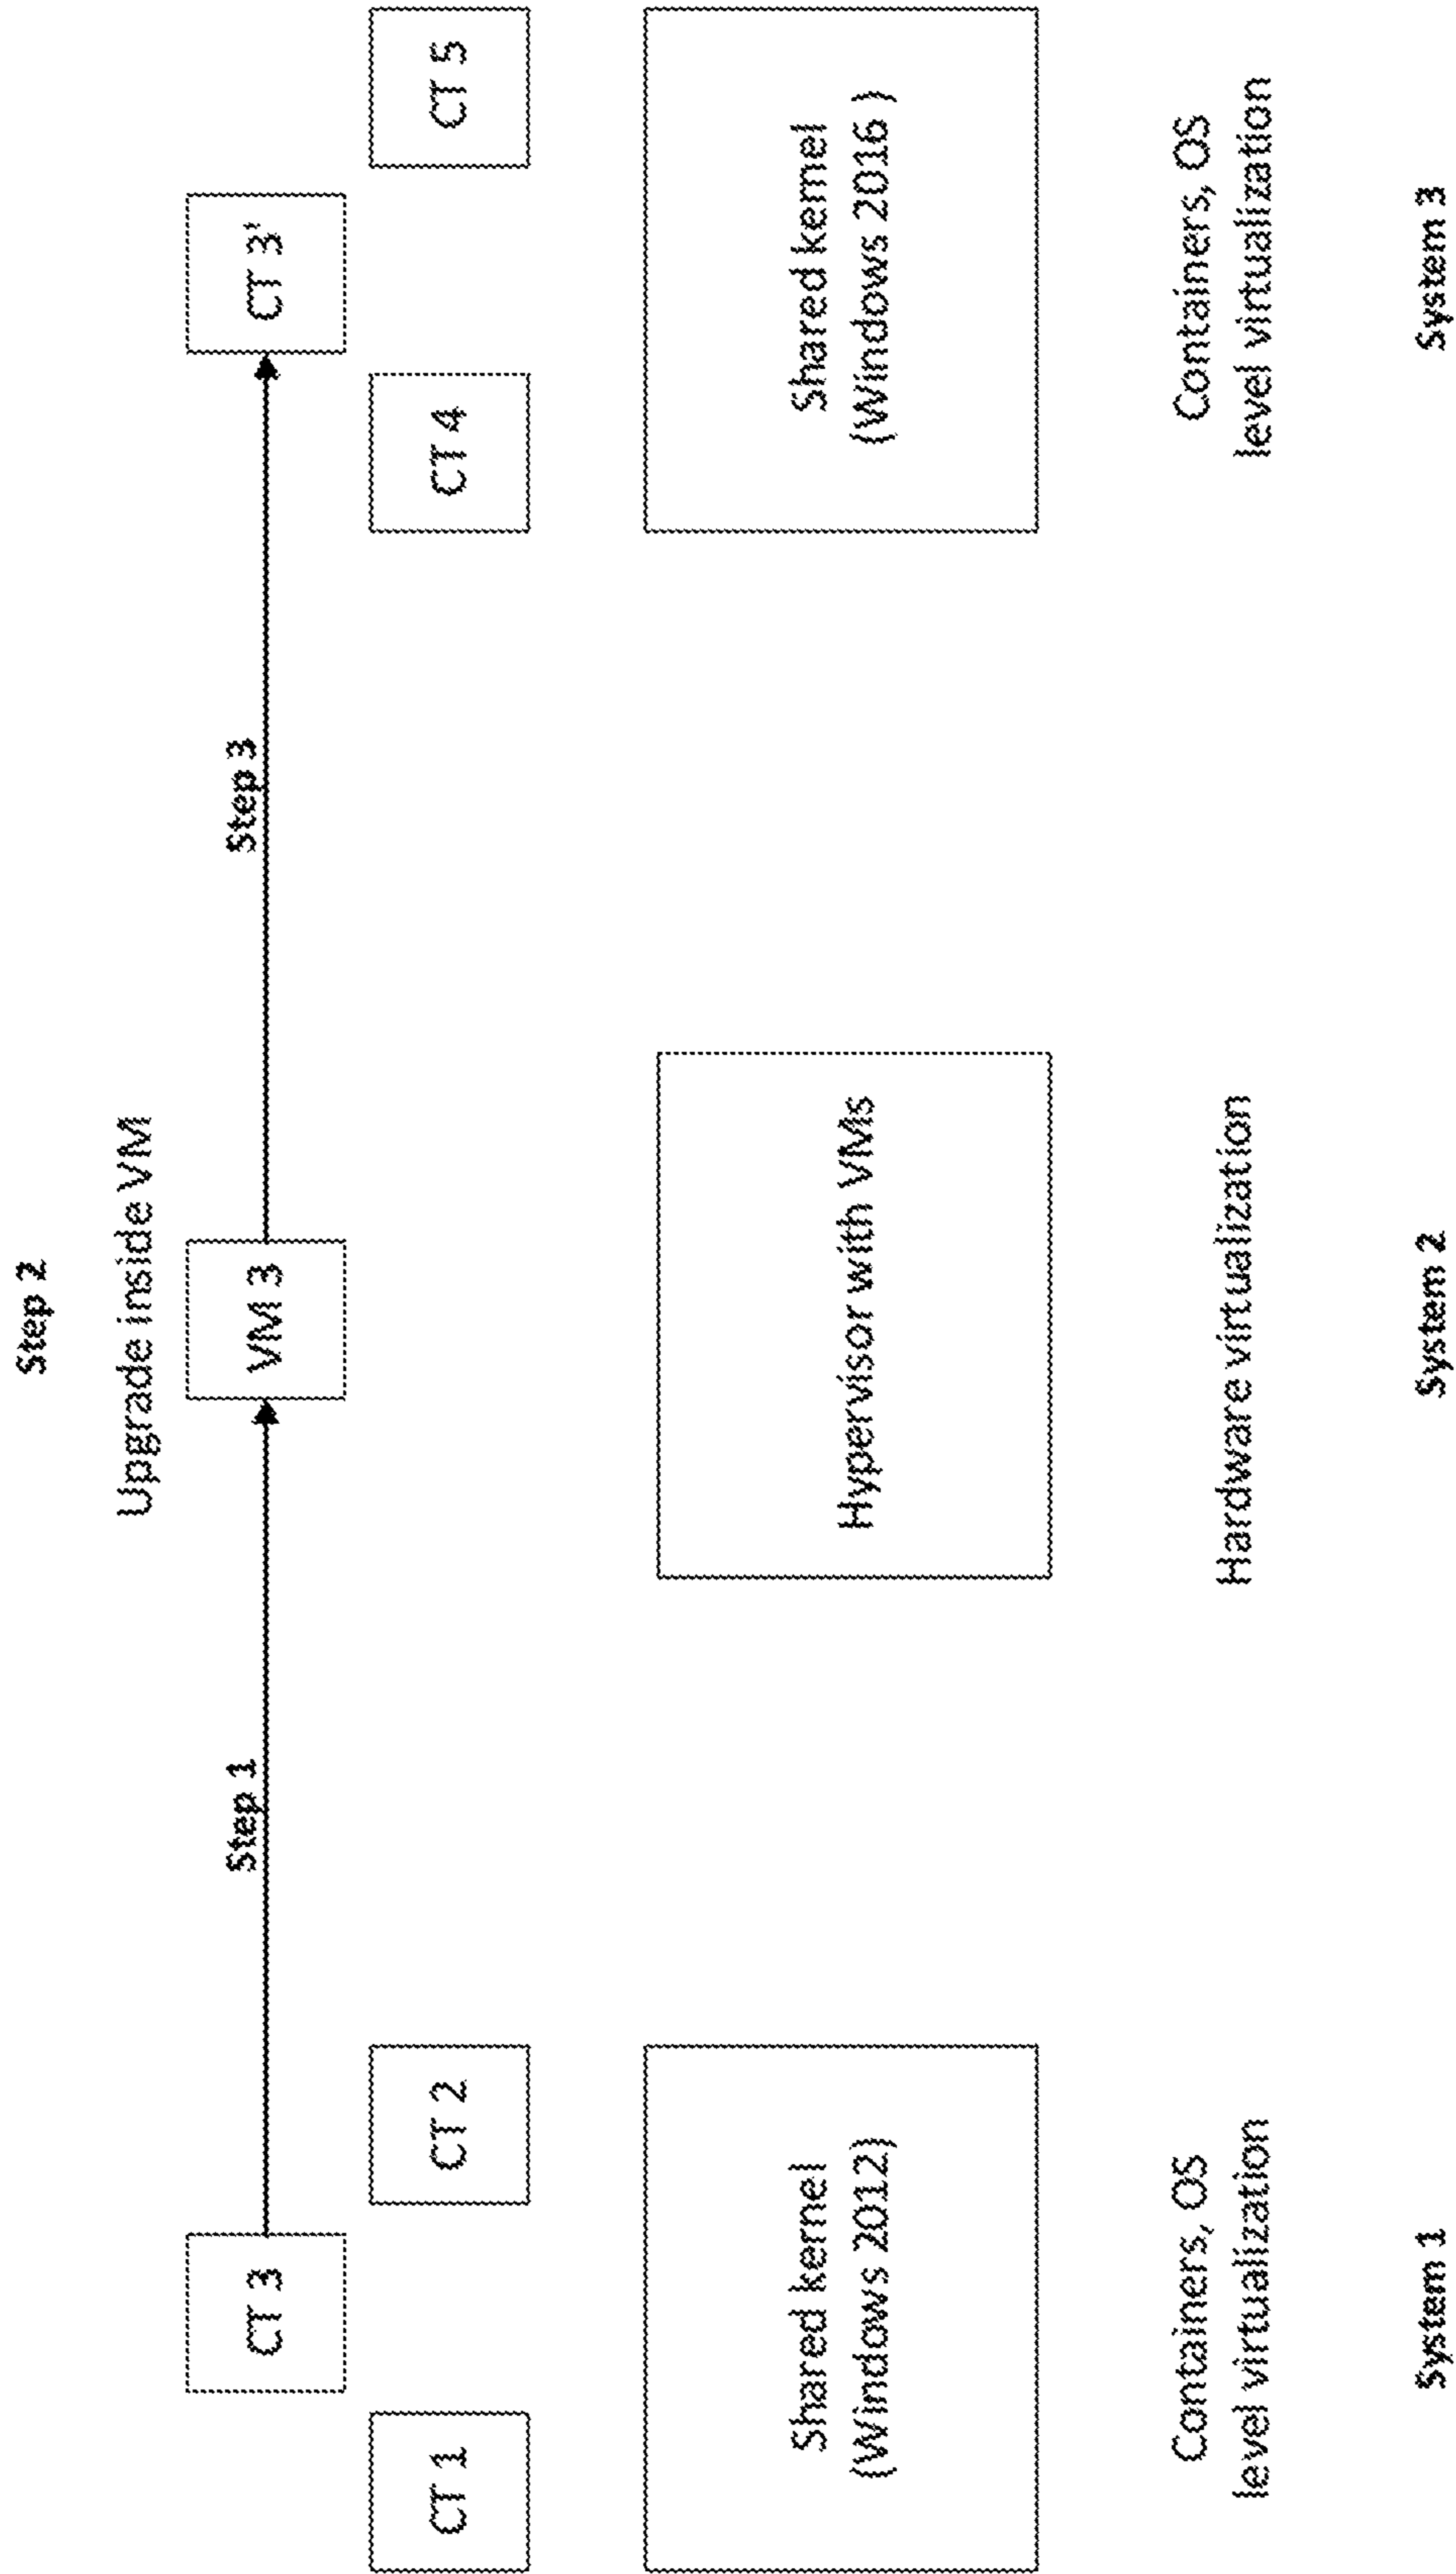 Step 2
Upgrade inside VM
CT 3
Step 1
VM 3
Step 3
CT 3'
CT 1
CT 2
CT 4
CT 5
Shared kernel
(Windows 2012)
Hypervisor with VMs
Shared kernel
(Windows 2016 )
Containers, OS
level virtualization
Hardware virtualization
Containers, OS
level virtualization
System 1
System 2
System 3